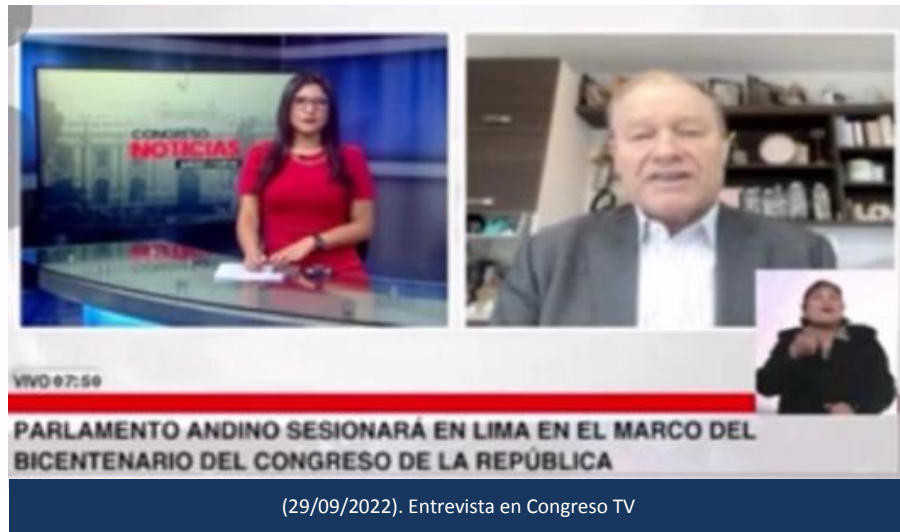 CONGRESO
NOTICIAS
VIVO 07:50
PARLAMENTO ANDINO SESIONARÁ EN LIMA EN EL MARCO DEL
BICENTENARIO DEL CONGRESO DE LA REPÚBLICA
(29/09/2022). Entrevista en Congreso TV